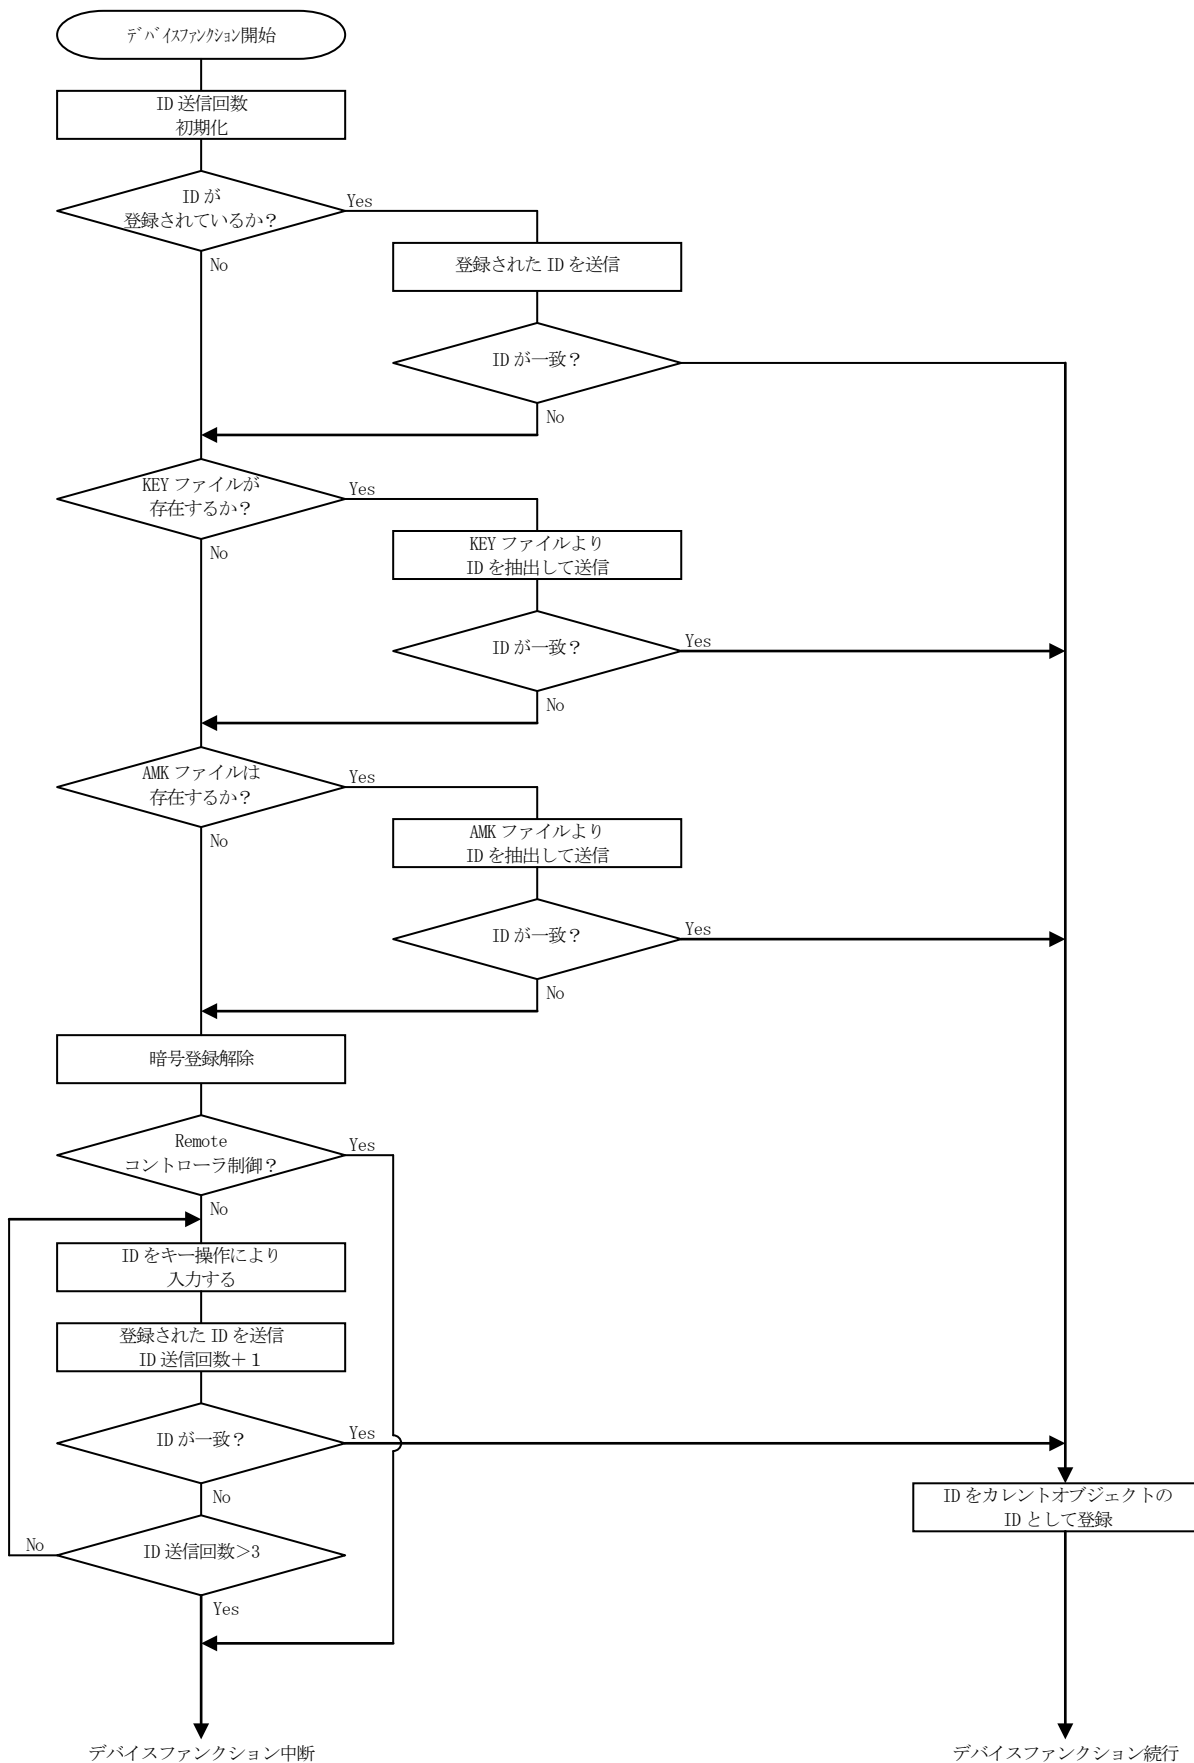 ﾃﾞﾊﾞｲｽﾌｧﾝｸｼｮﾝ開始
ID 送信回数
初期化
ID が
登録されているか？
Yes
No
登録された ID を送信
ID が一致？
No
KEY ファイルが
存在するか？
Yes
No
KEY ファイルより
ID を抽出して送信
ID が一致？
Yes
No
AMK ファイルは
存在するか？
Yes
No
AMK ファイルより
ID を抽出して送信
ID が一致？
Yes
No
暗号登録解除
Remote
コントローラ制御？
Yes
No
ID をキー操作により
入力する
登録された ID を送信
ID 送信回数＋１
ID が一致？
Yes
No
ID 送信回数＞3
No
Yes
ID をカレントオブジェクトの
ID として登録
デバイスファンクション中断
デバイスファンクション続行